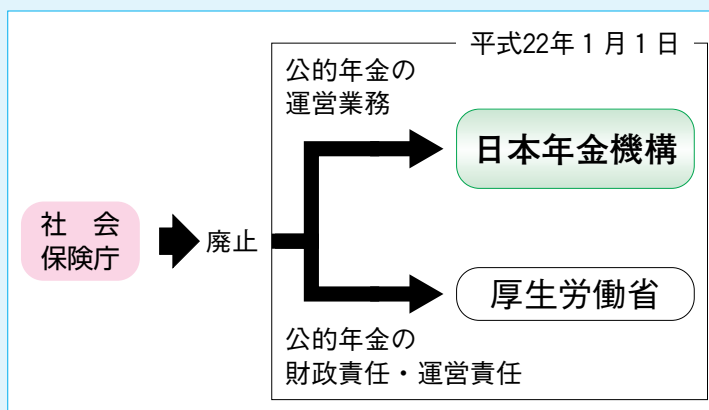 平式22年１月１日
公的年金の
運営業務
日本年金機構
社　会
保険庁
廃止
厚生労働省
公的年金の
財政責任・運営責任